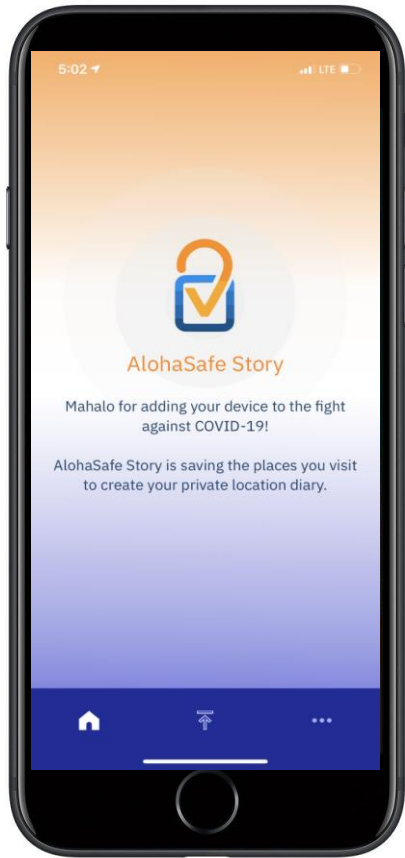 5:02
LTE
AlohaSafe Story
Mahalo for adding your device to the fight
against COVID-19!
AlohaSafe Story is saving the places you visit
to create your private location diary.